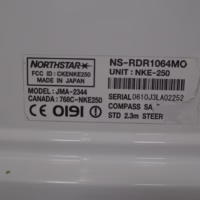 NORTHSTAR
NS-RDR1064MO
FCC ID : CKENKE250
UNIT : NKE-250
MADE IN JAPAN
MODEL : JMA-2344
SERIAL 0610J3LA02252
CANADA : 768C-NKE250
COMPASS SA.
CE 0191 !
STD 2.3m STEER